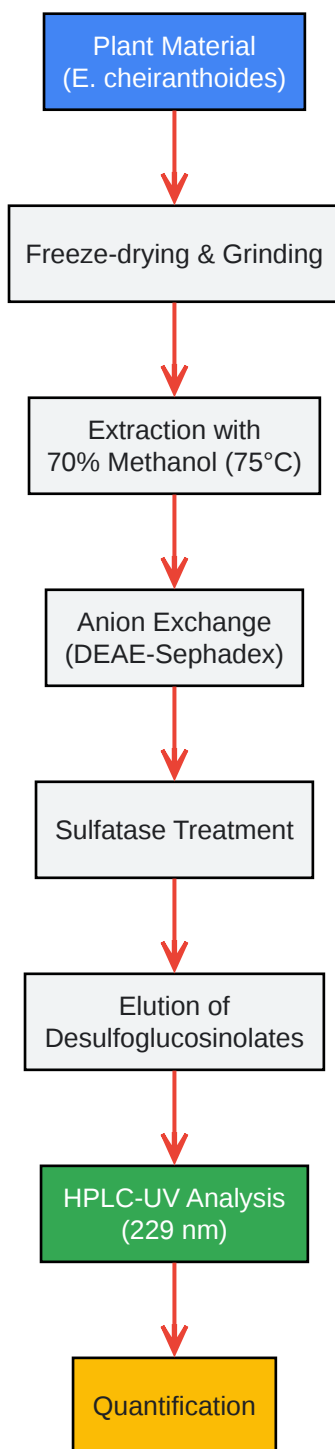 Plant Material
(E. cheiranthoides)
Freeze-drying & Grinding
Extraction with
70% Methanol (75°C)
Anion Exchange
(DEAE-Sephadex)
Sulfatase Treatment
Elution of
Desulfoglucosinolates
HPLC-UV Analysis
(229 nm)
Quantification